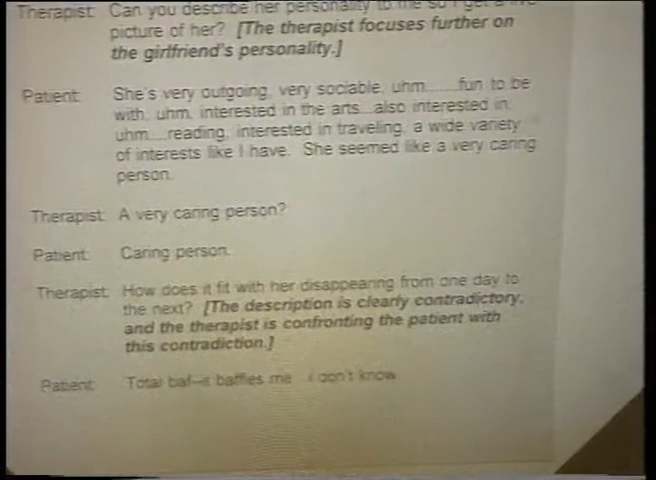 Therapist: Can you describe her personality to me so I get a
picture of her? [The therapist focuses further on
the girlfriend's personality.]
Patient: She's very outgoing, very sociable, uhm.......fun to be
with, uhm, interested in the arts...also interested in,
uhm....reading, interested in traveling, a wide variety
of interests like I have. She seemed like a very caring
person.
Therapist: A very caring person?
Patient: Caring person.
Therapist: How does it fit with her disappearing from one day to
the next? [The description is clearly contradictory,
and the therapist is confronting the patient with
this contradiction.]
Patient: Total baf--it baffles me...I don't know.